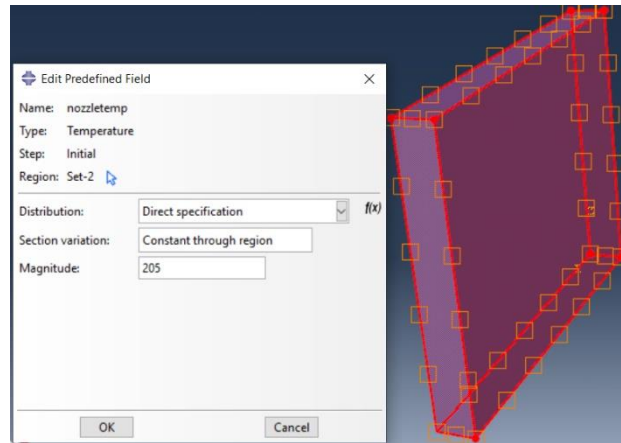 Edit Predefined Field
Name: nozzletemp
Type: Temperature
Step: Initial
Region: Set-2
Distribution: Direct specification f(x)
Section variation: Constant through region
Magnitude: 205
OK Cancel